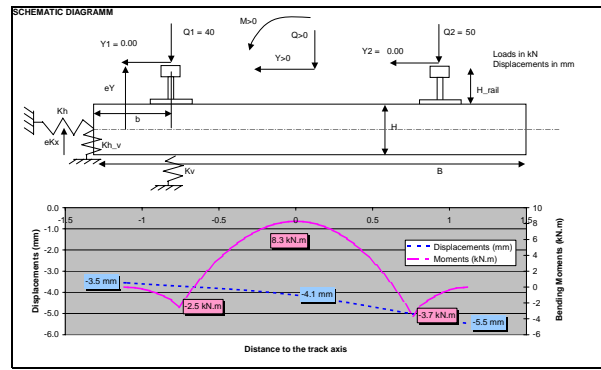 SCHEMATIC DIAGRAMM
M>0
Q1 = 40
Q>0
Q2 = 50
Y1 = 0.00
Y2 = 0.00
Loads in kN
Displacements in mm
Y>0
eY
H_rail
Kh
b
H
eKx
Kh_v
Kv
B
0.0
-1.0
-2.0
-3.0
-4.0
-5.0
-6.0
-1.5
-1
-0.5
0
0.5
1
1.5
10
8
6
4
2
0
-2
-4
-6
Displacements (mm)
Bending Moments (kN.m)
8.3 kN.m
Displacements (mm)
Moments (kN.m)
-3.5 mm
-4.1 mm
-2.5 kN.m
-3.7 kN.m
-5.5 mm
Distance to the track axis